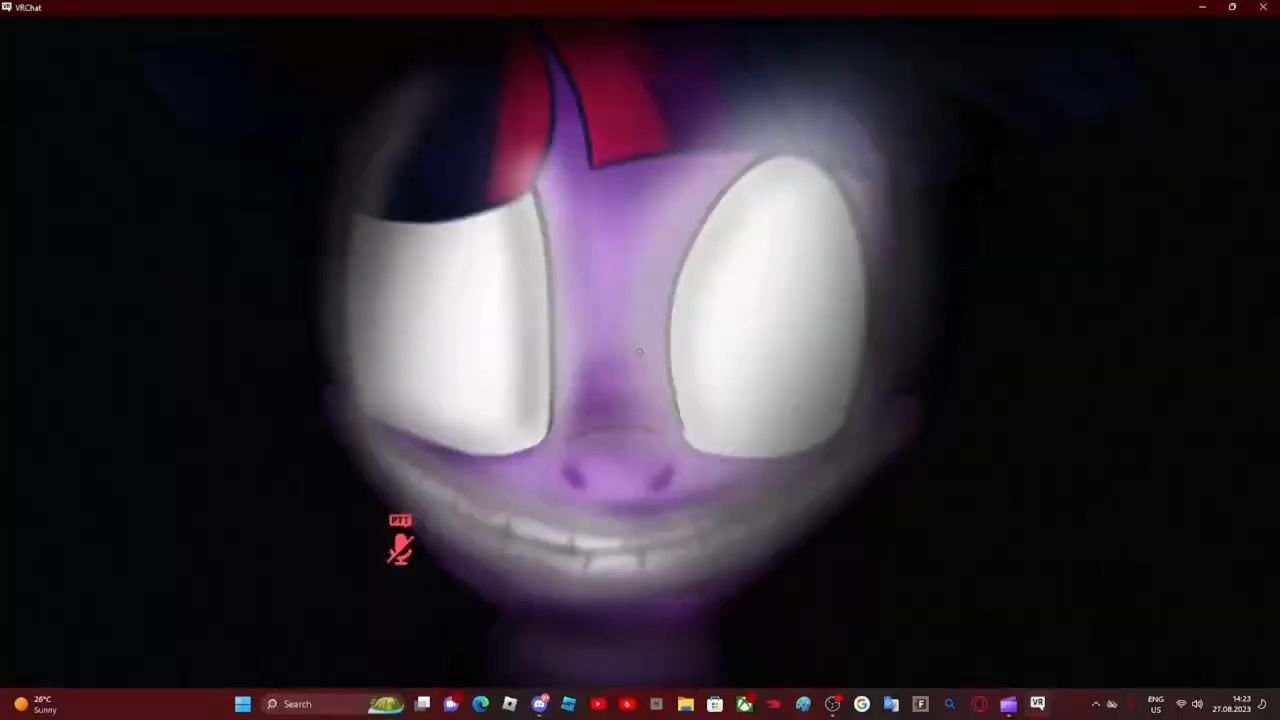 VRChat
PTT
26°C
Sunny
Search
ENG
US
14:23
27.08.2023